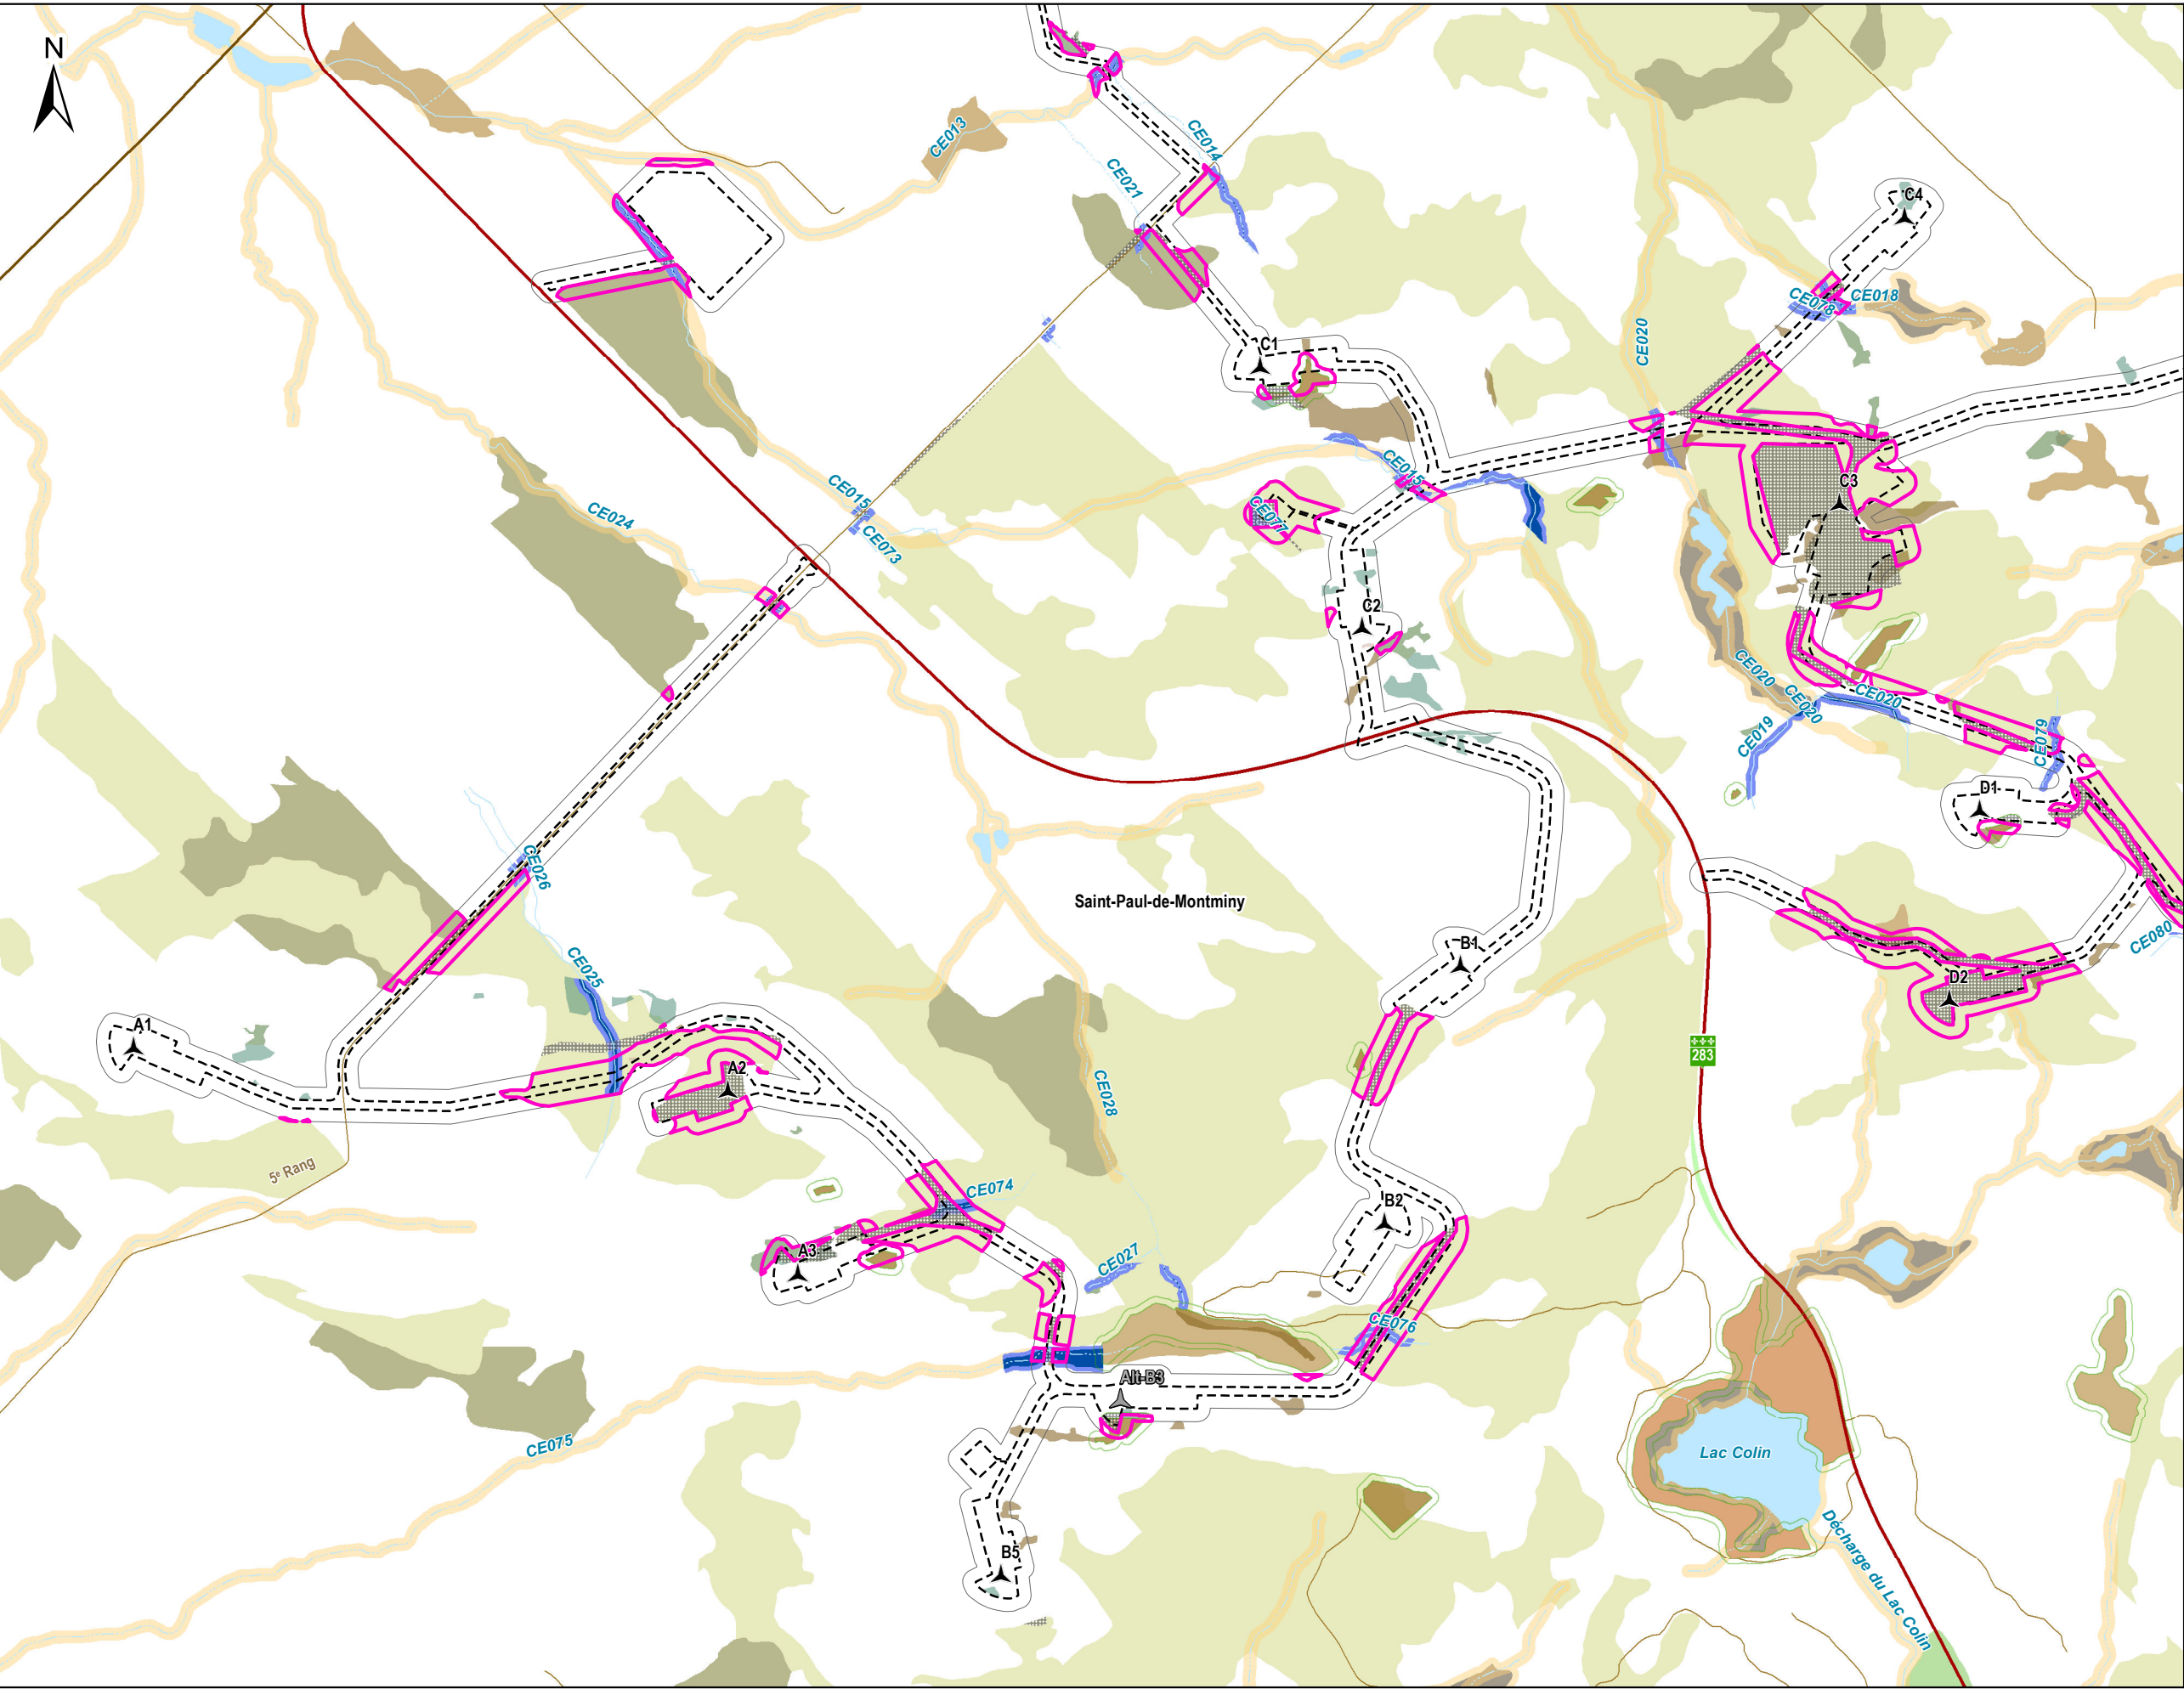 N
CE013
CE014
CE021
C4
CE078
CE018
CE020
C1
CE015
CE015
CE073
CE024
CE077
C3
C2
CE020
CE020
CE020
CE019
CE079
D1
CE026
CE025
Saint-Paul-de-Montminy
B1
CE080
D2
A1
A2
283
CE028
5e Rang
CE074
B2
A3
CE027
CE076
Alt-B3
CE075
Lac Colin
B5
Décharge du Lac Colin